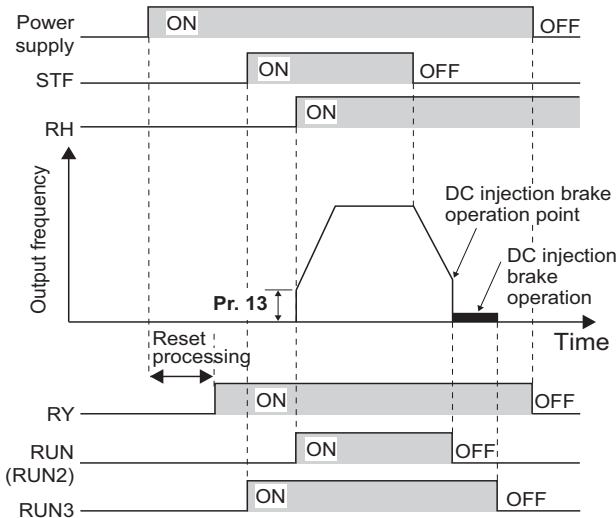 Power
supply
ON
OFF
STF
ON
OFF
RH
ON
Output frequency
Pr. 13
DC injection brake
operation point
DC injection
brake
operation
Time
Reset
processing
RY
ON
OFF
RUN
(RUN2)
ON
OFF
RUN3
ON
OFF